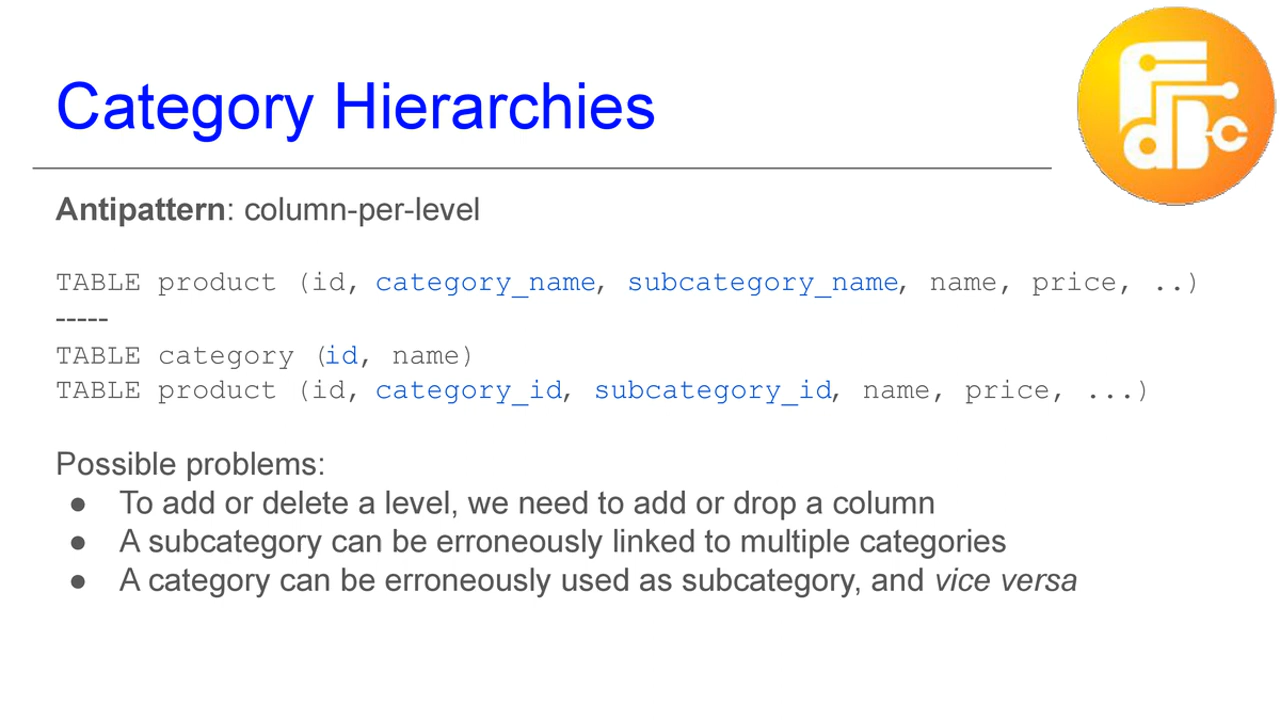 Category Hierarchies
Antipattern: column-per-level
TABLE product (id, category_name, subcategory_name, name, price, ..)
-----
TABLE category (id, name)
TABLE product (id, category_id, subcategory_id, name, price, ...)
Possible problems:
● To add or delete a level, we need to add or drop a column
● A subcategory can be erroneously linked to multiple categories
● A category can be erroneously used as subcategory, and vice versa